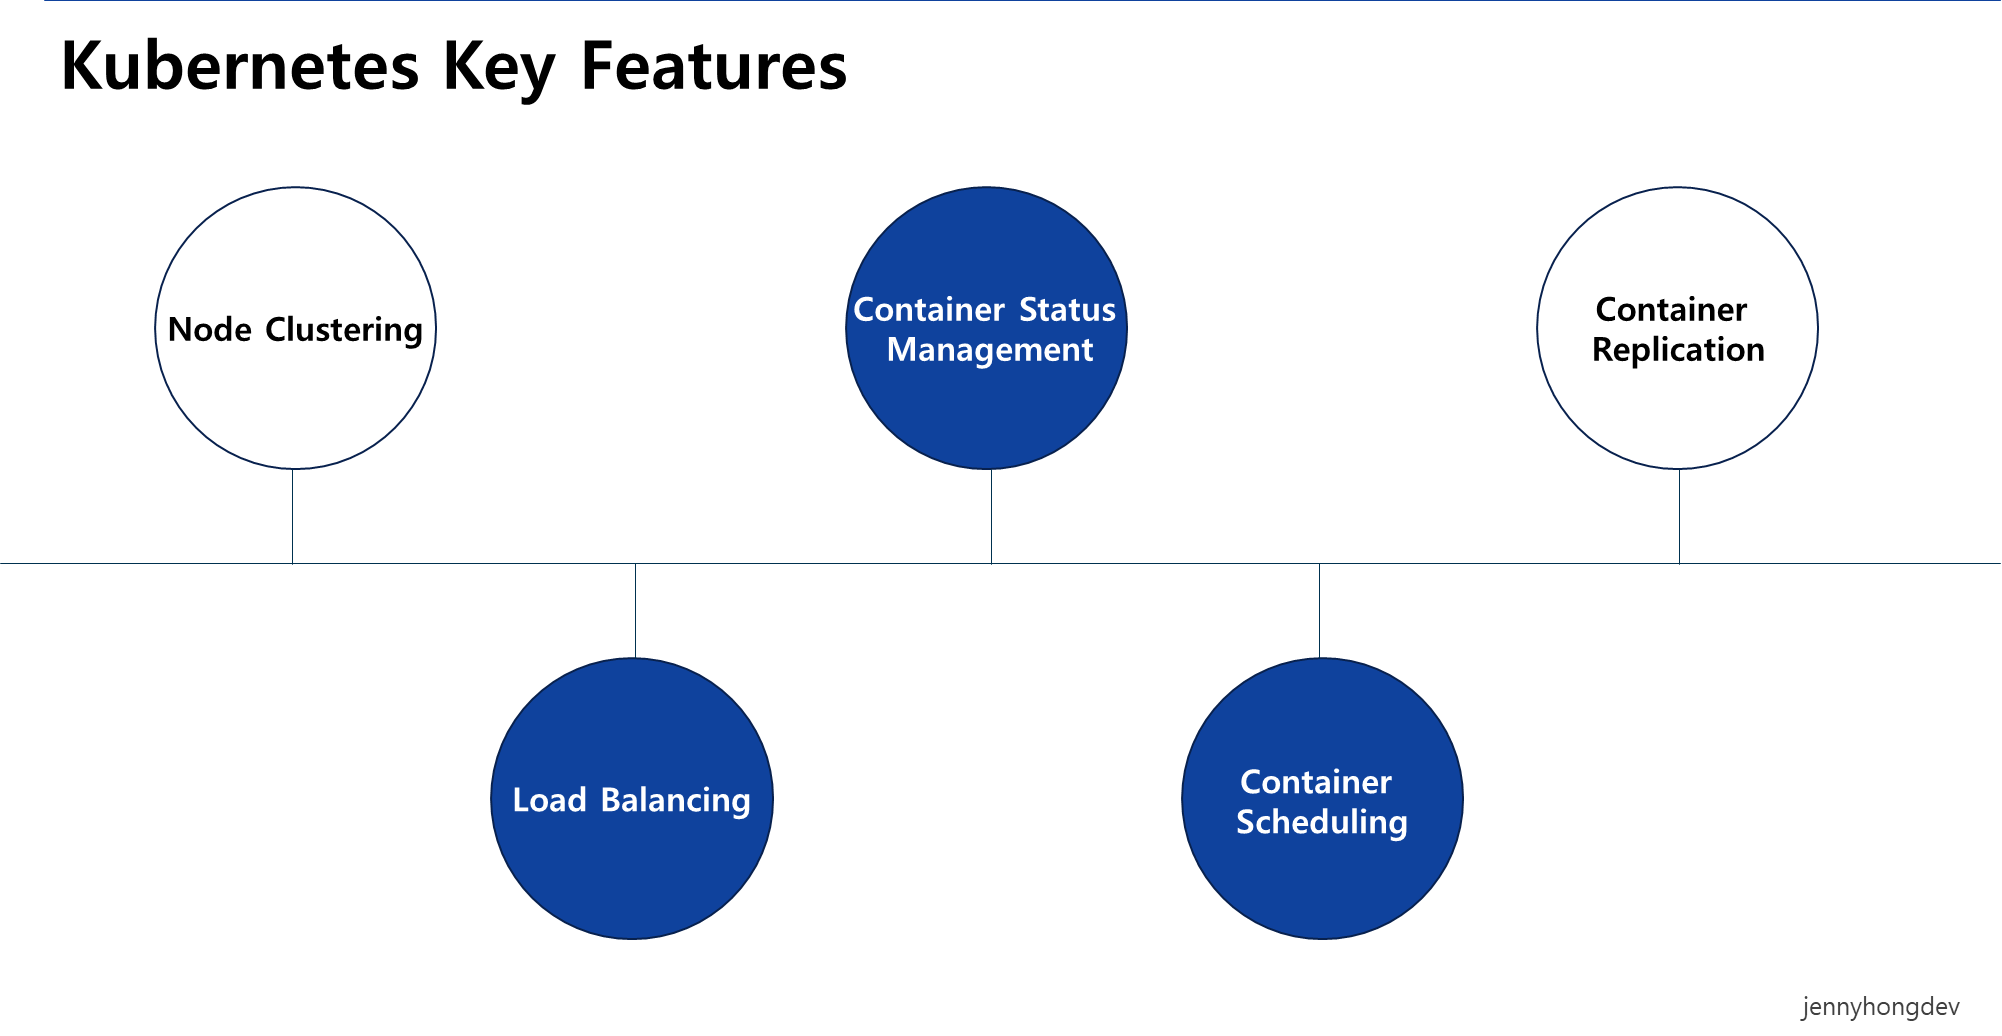 Kubernetes Key Features
Node Clustering
Container Status
Management
Container
Replication
Load Balancing
Container
Scheduling
jennyhongdev